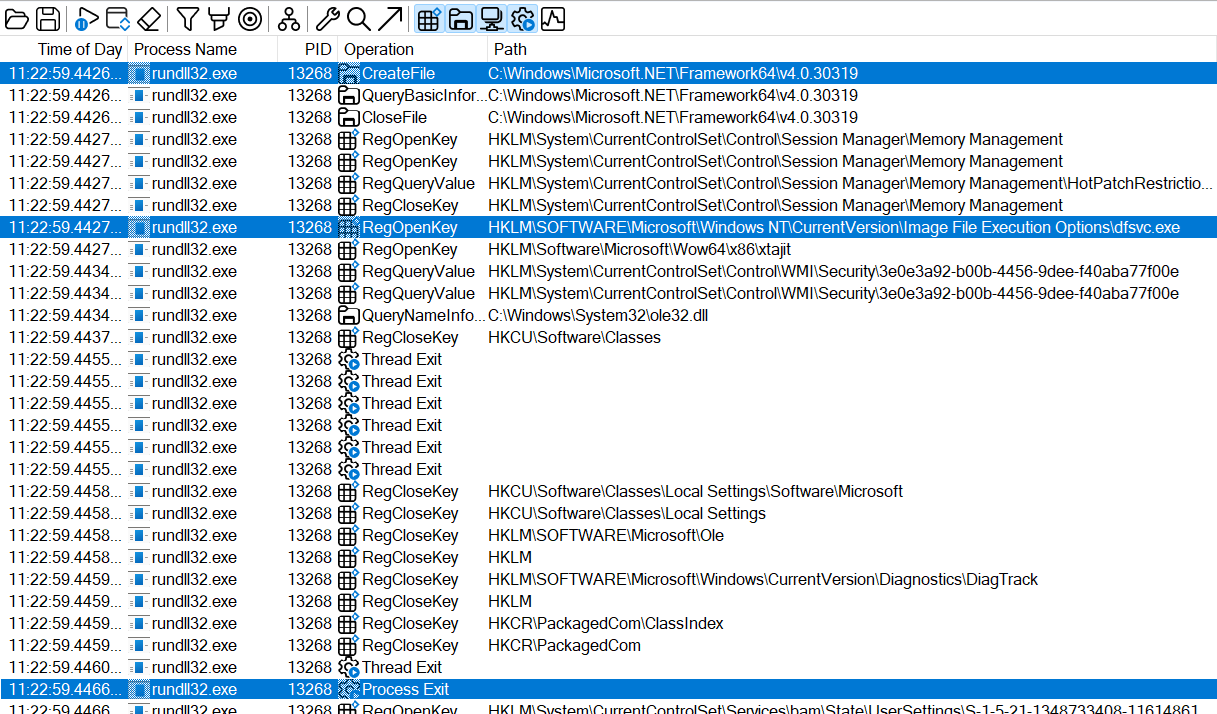 Time of Day Process Name PID Operation Path
11:22:59.4426... rundll32.exe 13268 CreateFile C:\Windows\Microsoft.NET\Framework64\v4.0.30319
11:22:59.4426... rundll32.exe 13268 QueryBasicInfor... C:\Windows\Microsoft.NET\Framework64\v4.0.30319
11:22:59.4426... rundll32.exe 13268 CloseFile C:\Windows\Microsoft.NET\Framework64\v4.0.30319
11:22:59.4427... rundll32.exe 13268 RegOpenKey HKLM\System\CurrentControlSet\Control\Session Manager\Memory Management
11:22:59.4427... rundll32.exe 13268 RegOpenKey HKLM\System\CurrentControlSet\Control\Session Manager\Memory Management
11:22:59.4427... rundll32.exe 13268 RegQueryValue HKLM\System\CurrentControlSet\Control\Session Manager\Memory Management\HotPatchRestrictio...
11:22:59.4427... rundll32.exe 13268 RegCloseKey HKLM\System\CurrentControlSet\Control\Session Manager\Memory Management
11:22:59.4427... rundll32.exe 13268 RegOpenKey HKLM\SOFTWARE\Microsoft\Windows NT\CurrentVersion\Image File Execution Options\dfsvc.exe
11:22:59.4427... rundll32.exe 13268 RegOpenKey HKLM\Software\Microsoft\Wow64\x86\xtajit
11:22:59.4434... rundll32.exe 13268 RegQueryValue HKLM\System\CurrentControlSet\Control\WMI\Security\3e0e3a92-b00b-4456-9dee-f40aba77f00e
11:22:59.4434... rundll32.exe 13268 RegQueryValue HKLM\System\CurrentControlSet\Control\WMI\Security\3e0e3a92-b00b-4456-9dee-f40aba77f00e
11:22:59.4434... rundll32.exe 13268 QueryNameInfo... C:\Windows\System32\ole32.dll
11:22:59.4437... rundll32.exe 13268 RegCloseKey HKCU\Software\Classes
11:22:59.4455... rundll32.exe 13268 Thread Exit
11:22:59.4455... rundll32.exe 13268 Thread Exit
11:22:59.4455... rundll32.exe 13268 Thread Exit
11:22:59.4455... rundll32.exe 13268 Thread Exit
11:22:59.4455... rundll32.exe 13268 Thread Exit
11:22:59.4455... rundll32.exe 13268 Thread Exit
11:22:59.4458... rundll32.exe 13268 RegCloseKey HKCU\Software\Classes\Local Settings\Software\Microsoft
11:22:59.4458... rundll32.exe 13268 RegCloseKey HKCU\Software\Classes\Local Settings
11:22:59.4458... rundll32.exe 13268 RegCloseKey HKLM\SOFTWARE\Microsoft\Ole
11:22:59.4458... rundll32.exe 13268 RegCloseKey HKLM
11:22:59.4459... rundll32.exe 13268 RegCloseKey HKLM\SOFTWARE\Microsoft\Windows\CurrentVersion\Diagnostics\DiagTrack
11:22:59.4459... rundll32.exe 13268 RegCloseKey HKLM
11:22:59.4459... rundll32.exe 13268 RegCloseKey HKCR\PackagedCom\ClassIndex
11:22:59.4459... rundll32.exe 13268 RegCloseKey HKCR\PackagedCom
11:22:59.4460... rundll32.exe 13268 Thread Exit
11:22:59.4466... rundll32.exe 13268 Process Exit
11:22:59.4466... rundll32.exe 13268 RegOpenKey HKLM\System\CurrentControlSet\Services\bam\State\UserSettings\S-1-5-21-1348733408-11614861